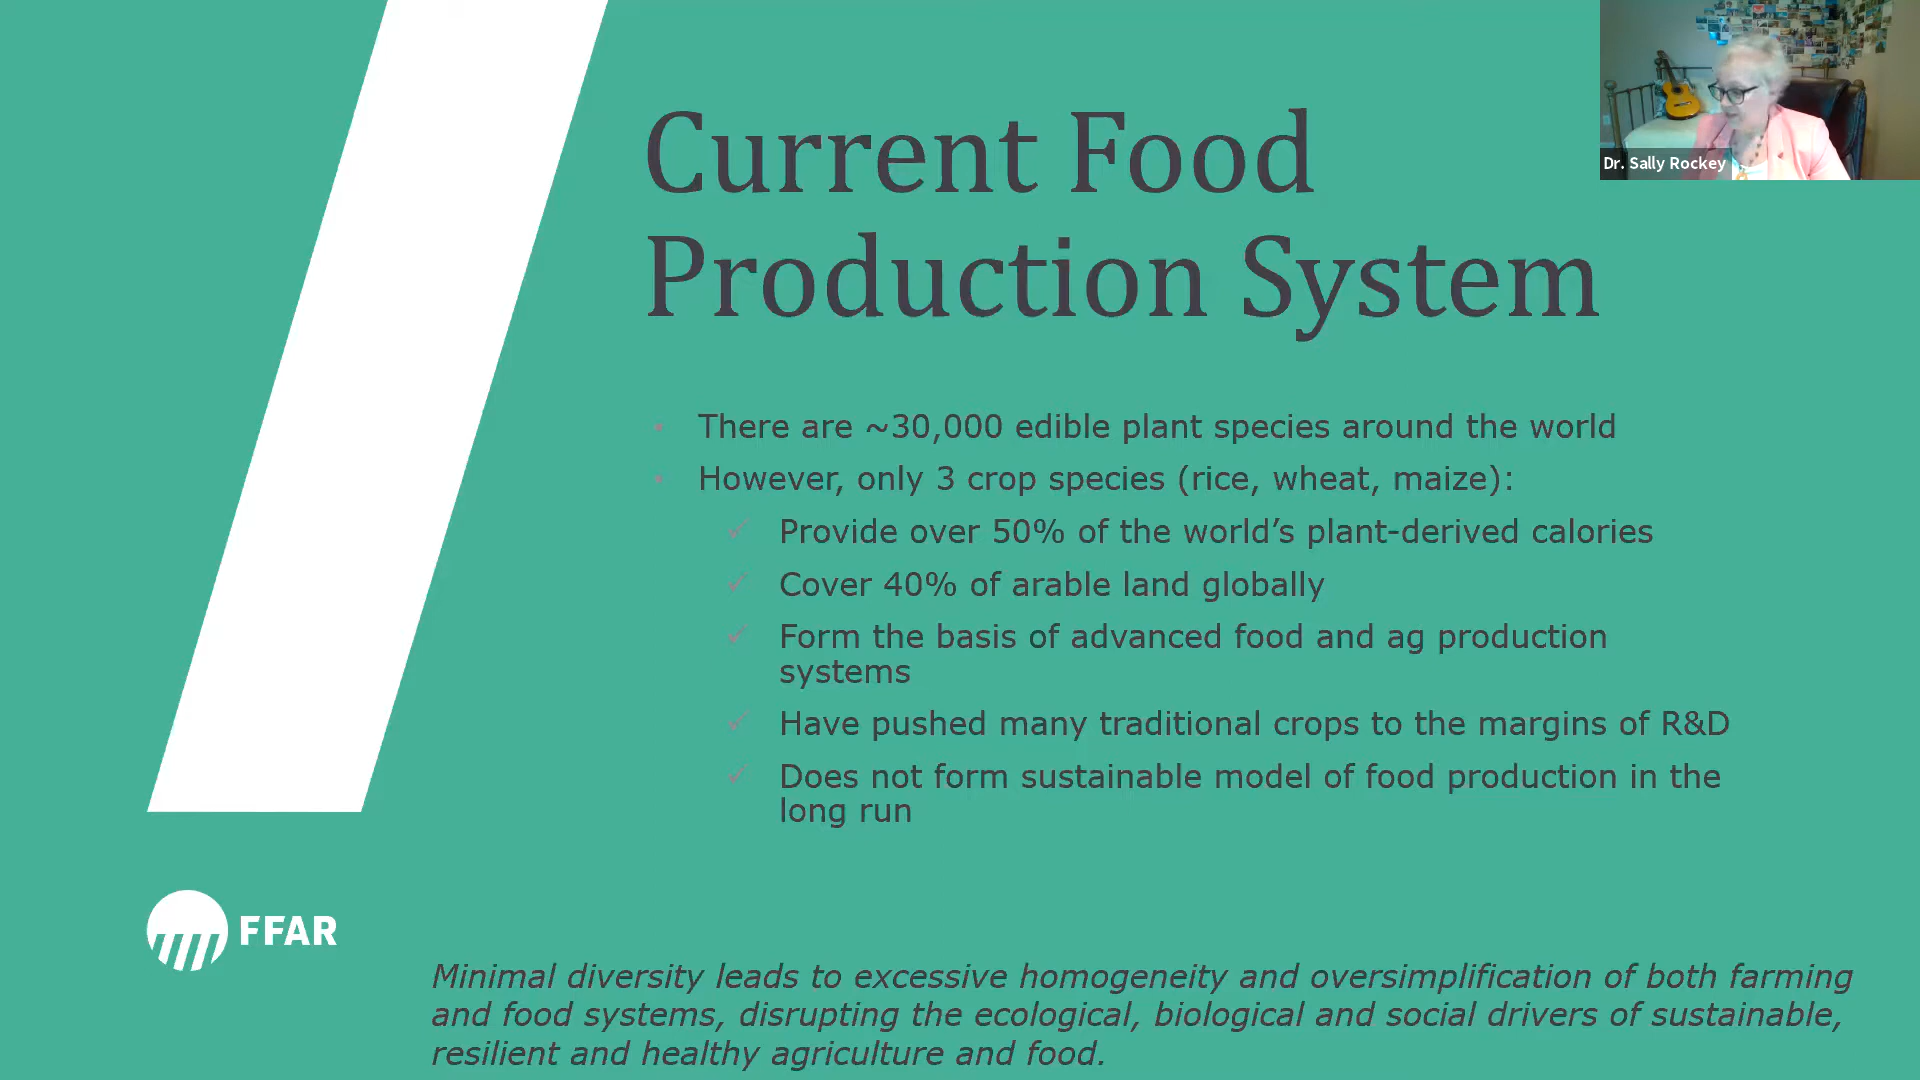 Current Food
Production System
Dr. Sally Rockey
• There are ~30,000 edible plant species around the world
• However, only 3 crop species (rice, wheat, maize):
✓ Provide over 50% of the world’s plant-derived calories
✓ Cover 40% of arable land globally
✓ Form the basis of advanced food and ag production
systems
✓ Have pushed many traditional crops to the margins of R&D
✓ Does not form sustainable model of food production in the
long run
FFAR
Minimal diversity leads to excessive homogeneity and oversimplification of both farming
and food systems, disrupting the ecological, biological and social drivers of sustainable,
resilient and healthy agriculture and food.